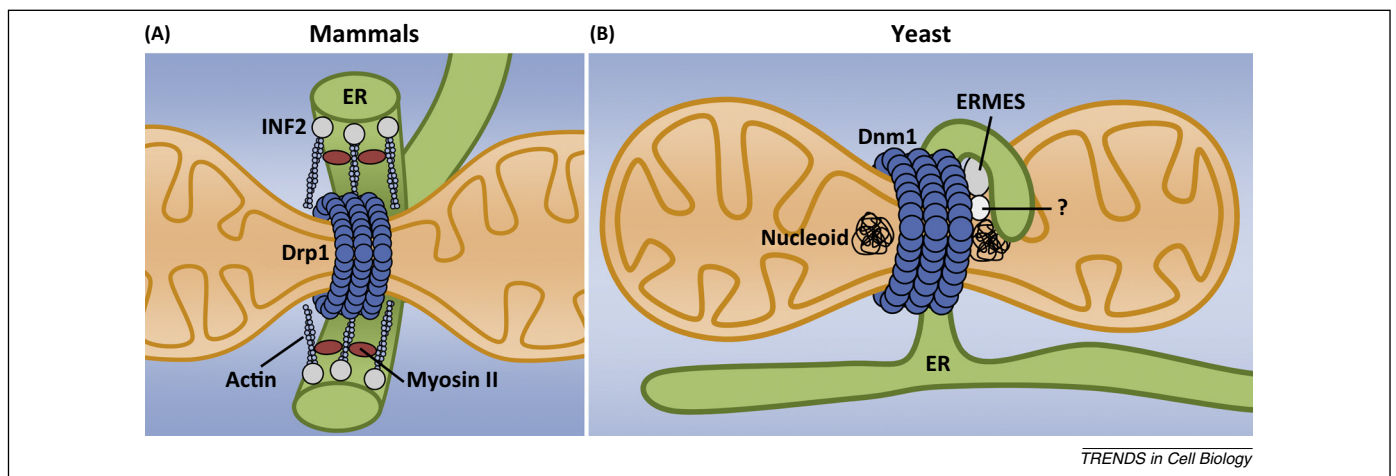 (A)
Mammals
ER
INF2
Drp1
Actin
Myosin II
(B)
Yeast
ERMES
Dnm1
?
Nucleoid
ER
TRENDS in Cell Biology